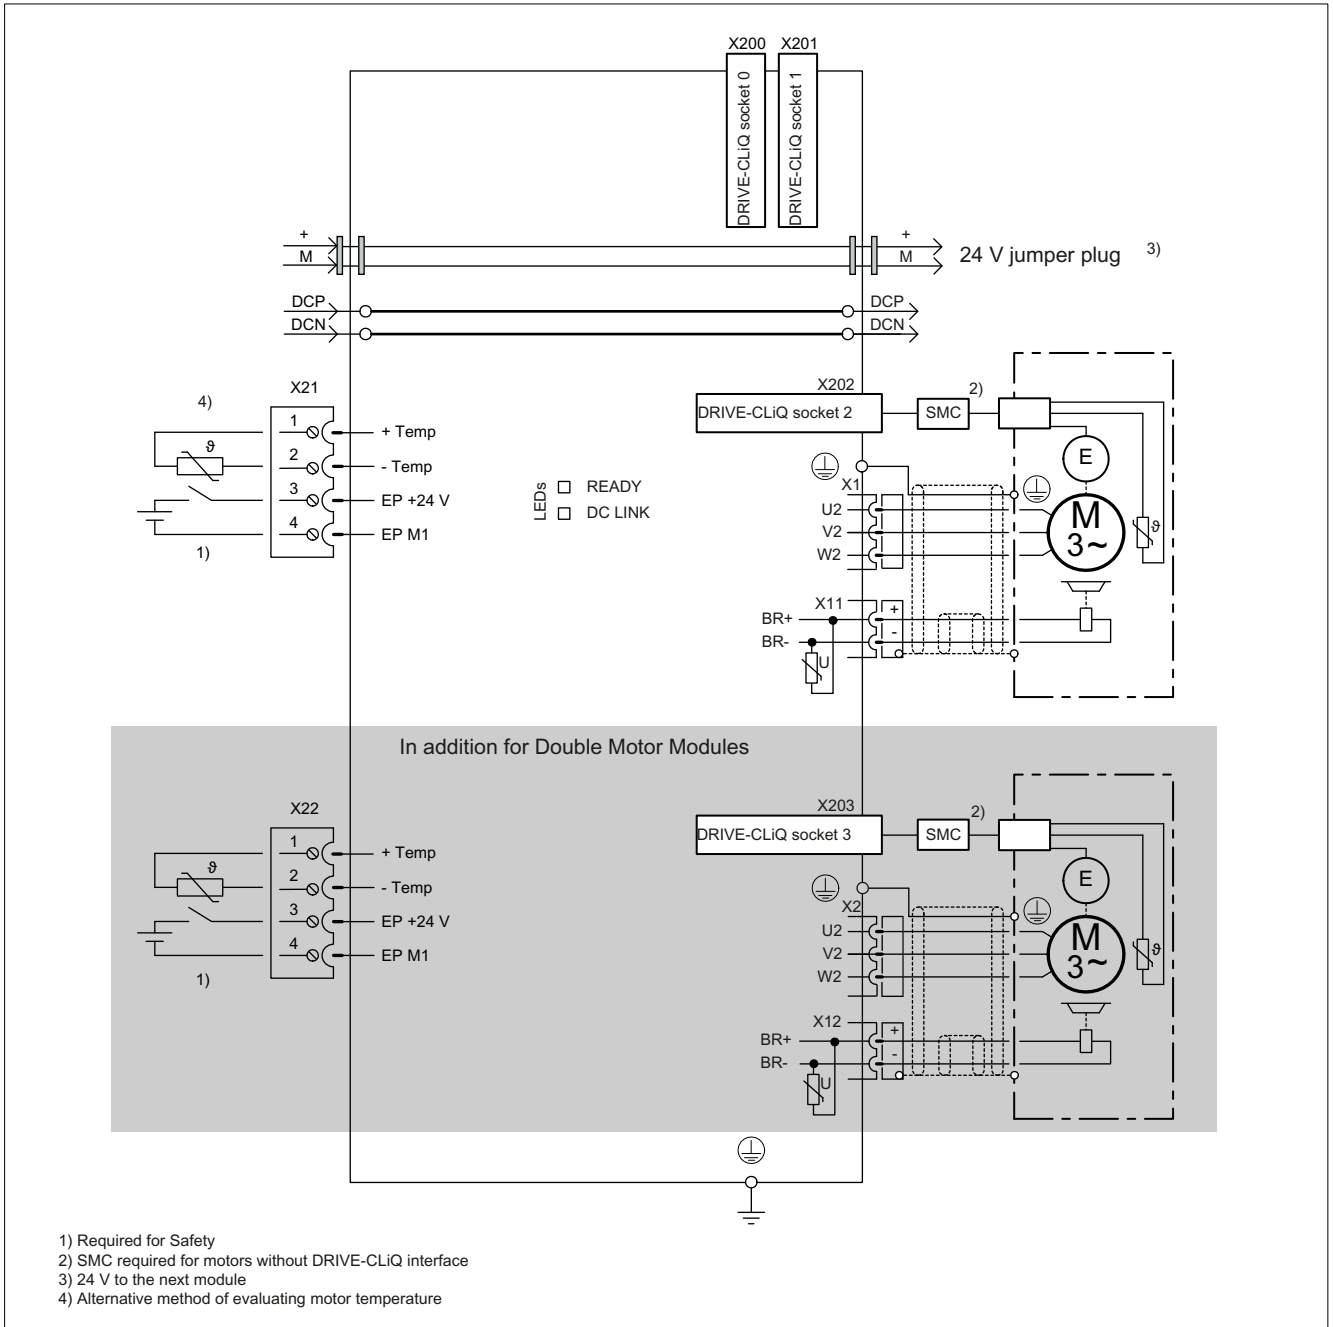 X200 X201
DRIVE-CLiQ socket 0
DRIVE-CLiQ socket 1
+ +
M M 24 V jumper plug 3)
DCP DCP
DCN DCN
X21 X202
4) 2)
DRIVE-CLiQ socket 2 SMC
1 + Temp
ϑ
2 - Temp
E
3 EP +24 V
4 EP M1
1)
LEDs
READY
DC LINK
X1
U2
V2
W2
M
3~
ϑ
X11
BR+ +
BR- -
U
In addition for Double Motor Modules
X22 X203
2)
DRIVE-CLiQ socket 3 SMC
1 + Temp
ϑ
2 - Temp
E
3 EP +24 V
4 EP M1
1)
X2
U2
V2
W2
M
3~
ϑ
X12
BR+ +
BR- -
U
1) Required for Safety
2) SMC required for motors without DRIVE-CLiQ interface
3) 24 V to the next module
4) Alternative method of evaluating motor temperature